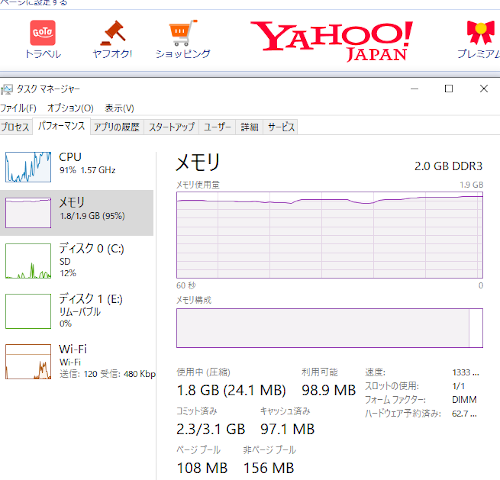 ページに設定する
GoTo
トラベル
ヤフオク!
ショッピング
YAHOO!
JAPAN
プレミアム
タスク マネージャー
ファイル(F) オプション(O) 表示(V)
プロセス パフォーマンス アプリの履歴 スタートアップ ユーザー 詳細 サービス
CPU
91% 1.57 GHz
メモリ
1.8/1.9 GB (95%)
ディスク 0 (C:)
SD
12%
ディスク 1 (E:)
リムーバブル
0%
Wi-Fi
Wi-Fi
送信: 120 受信: 480 Kbp
メモリ
2.0 GB DDR3
メモリ使用量
1.9 GB
60 秒
0
メモリ構成
使用中 (圧縮)
1.8 GB (24.1 MB)
利用可能
98.9 MB
コミット済み
2.3/3.1 GB
キャッシュ済み
97.1 MB
ページ プール
108 MB
非ページ プール
156 MB
速度: 1333 ...
スロットの使用: 1/1
フォーム ファクター: DIMM
ハードウェア予約済み: 62.7 ...